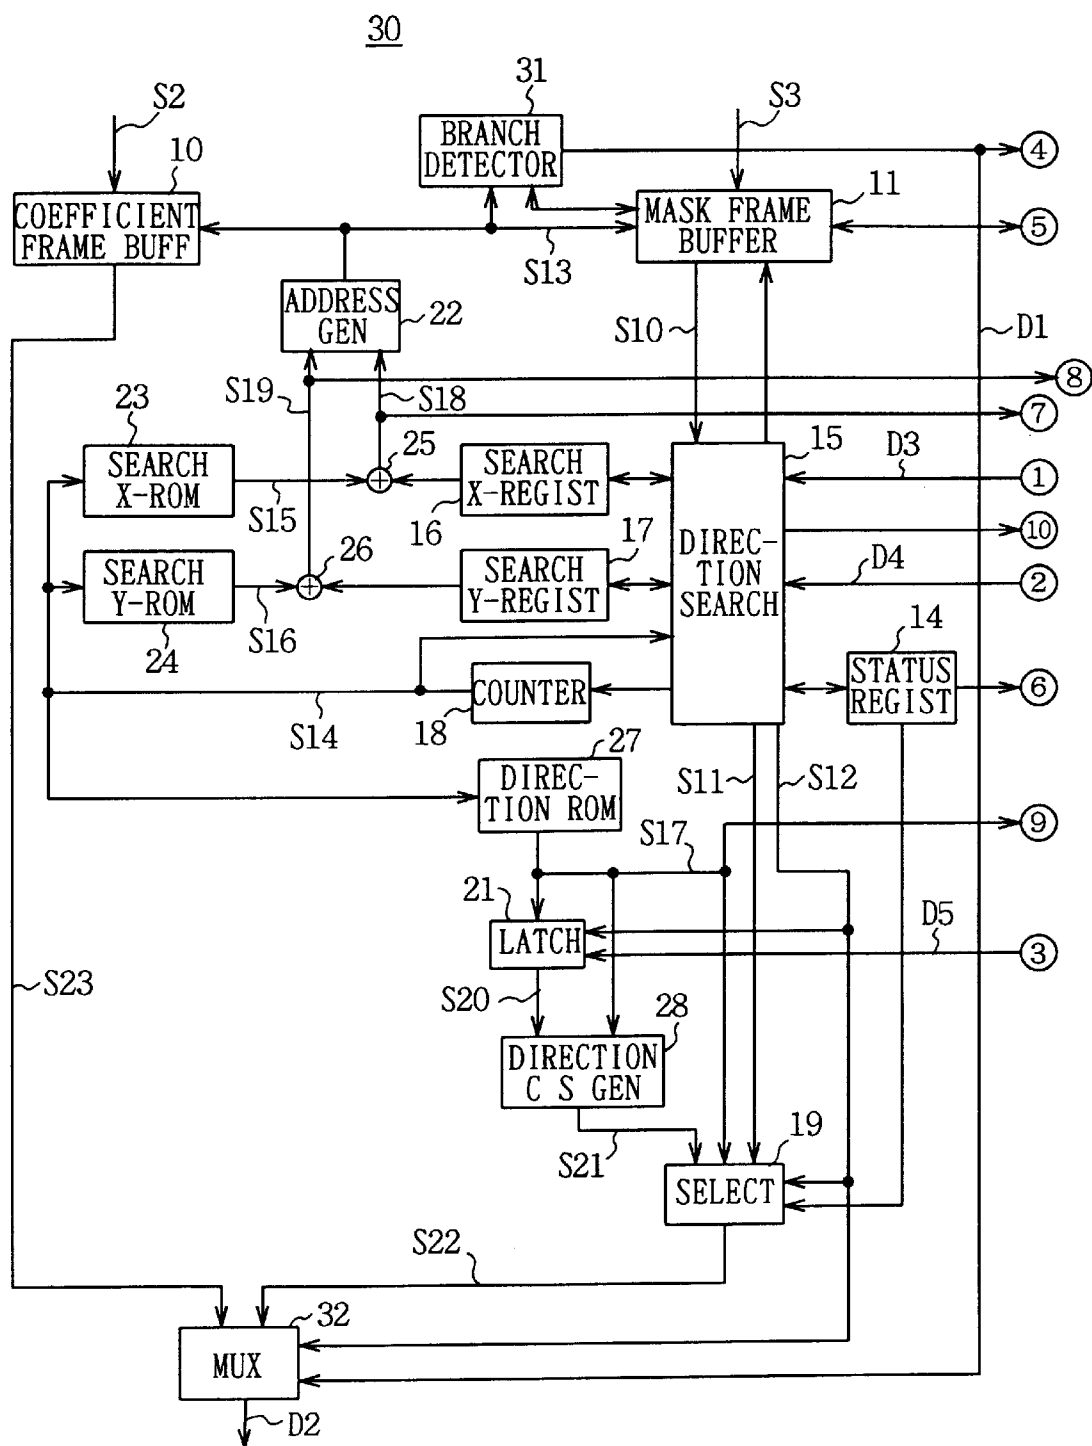 30
S2
10
COEFFICIENT
FRAME BUFF
31
BRANCH
DETECTOR
S3
11
MASK FRAME
BUFFER
4
5
S13
ADDRESS
GEN
22
S10
D1
S19
S18
8
7
23
SEARCH
X-ROM
S15
25
SEARCH
X-REGIST
16
15
DIREC-
TION
SEARCH
D3
1
10
D4
2
SEARCH
Y-ROM
24
S16
26
17
SEARCH
Y-REGIST
14
STATUS
REGIST
6
S14
COUNTER
18
27
DIREC-
TION ROM
S11
S12
S17
9
21
LATCH
D5
3
S23
S20
28
DIRECTION
C S GEN
S21
19
SELECT
S22
32
MUX
D2